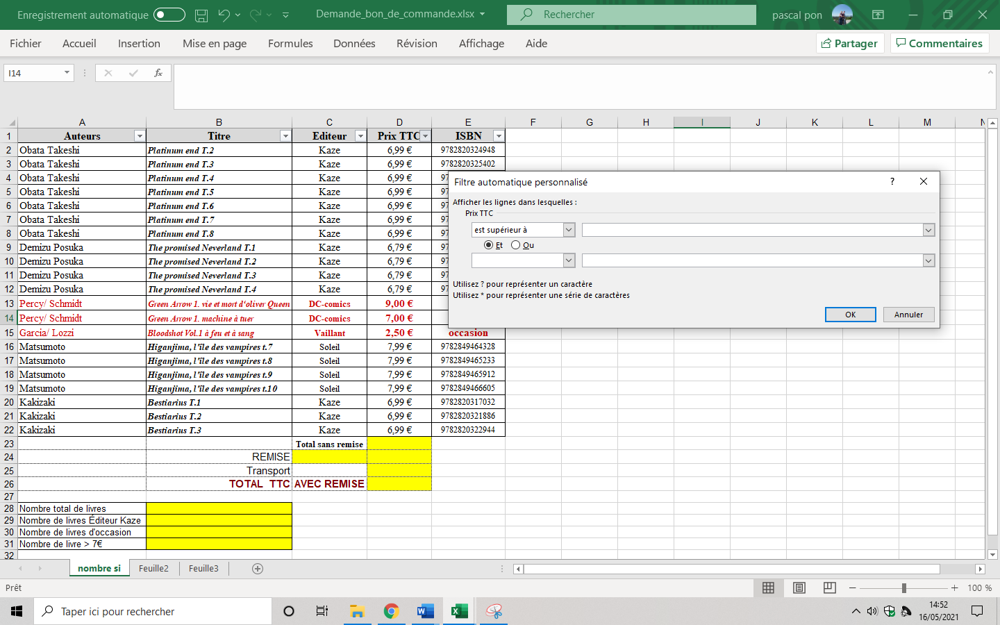 Enregistrement automatique Demande_bon_de_commande.xlsx Rechercher pascal pon
Fichier Accueil Insertion Mise en page Formules Données Révision Affichage Aide Partager Commentaires
I14 fx
A B C D E F G H I J K L M N
1 Auteurs Titre Editeur Prix TTC ISBN
2 Obata Takeshi Platinum end T.2 Kaze 6,99 € 9782820324948
3 Obata Takeshi Platinum end T.3 Kaze 6,99 € 9782820325402
4 Obata Takeshi Platinum end T.4 Kaze 6,99 € 97
5 Obata Takeshi Platinum end T.5 Kaze 6,99 € 97
6 Obata Takeshi Platinum end T.6 Kaze 6,99 € 97
7 Obata Takeshi Platinum end T.7 Kaze 6,99 € 97
8 Obata Takeshi Platinum end T.8 Kaze 6,99 € 97
9 Demizu Posuka The promised Neverland T.1 Kaze 6,79 € 97
10 Demizu Posuka The promised Neverland T.2 Kaze 6,79 € 97
11 Demizu Posuka The promised Neverland T.3 Kaze 6,79 € 97
12 Demizu Posuka The promised Neverland T.4 Kaze 6,79 € 97
13 Percy/ Schmidt Green Arrow 1. vie et mort d'oliver Queen DC-comics 9,00 €
14 Percy/ Schmidt Green Arrow 1. machine à tuer DC-comics 7,00 €
15 Garcia/ Lozzi Bloodshot Vol.1 à feu et à sang Vaillant 2,50 € occasion
16 Matsumoto Higanjima, l'île des vampires t.7 Soleil 7,99 € 9782849464328
17 Matsumoto Higanjima, l'île des vampires t.8 Soleil 7,99 € 9782849465233
18 Matsumoto Higanjima, l'île des vampires t.9 Soleil 7,99 € 9782849465912
19 Matsumoto Higanjima, l'île des vampires t.10 Soleil 7,99 € 9782849466605
20 Kakizaki Bestiarius T.1 Kaze 6,99 € 9782820317032
21 Kakizaki Bestiarius T.2 Kaze 6,99 € 9782820321886
22 Kakizaki Bestiarius T.3 Kaze 6,99 € 9782820322944
23 Total sans remise
24 REMISE
25 Transport
26 TOTAL TTC AVEC REMISE
27
28 Nombre total de livres
29 Nombre de livres Éditeur Kaze
30 Nombre de livres d'occasion
31 Nombre de livre > 7€
32
Filtre automatique personnalisé ?
Afficher les lignes dans lesquelles :
Prix TTC
est supérieur à
Et Ou
Utilisez ? pour représenter un caractère
Utilisez * pour représenter une série de caractères
OK Annuler
nombre si Feuille2 Feuille3
Prêt 100 %
Taper ici pour rechercher 14:52
16/05/2021